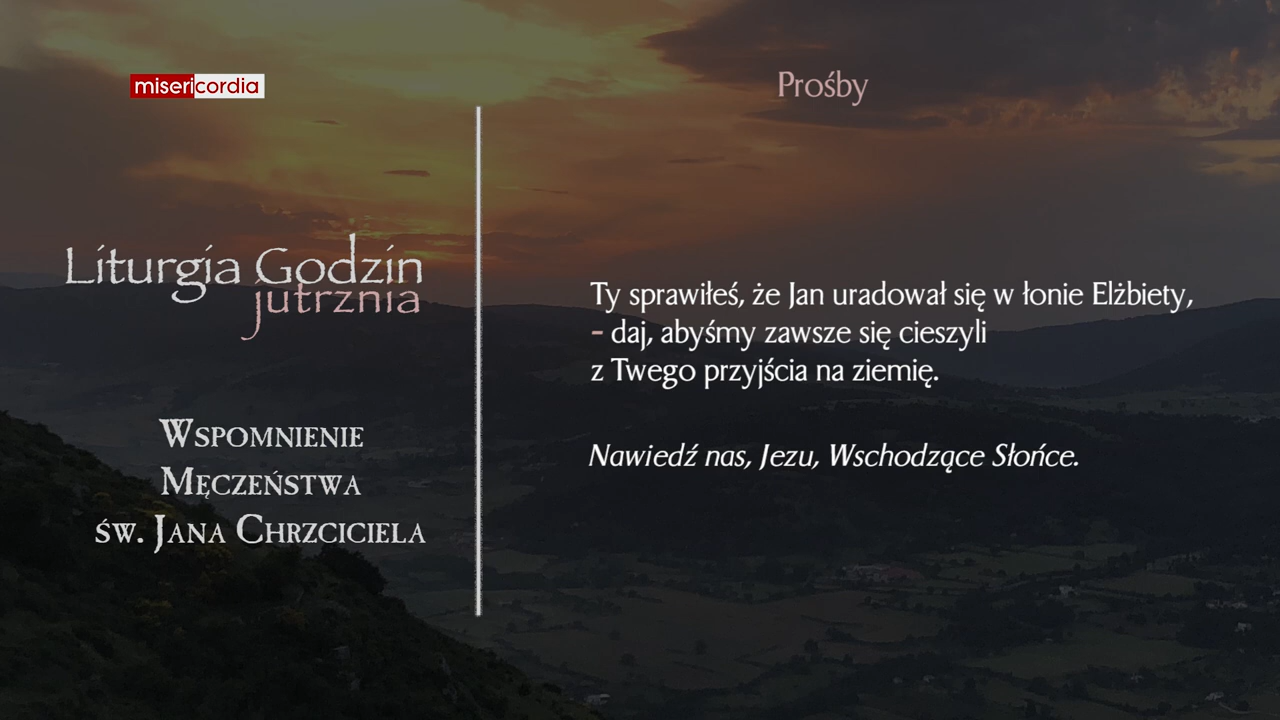 misericordia
Liturgia Godzin
jutrznia
Wspomnienie
Męczeństwa
św. Jana Chrzciciela
Prośby
Ty sprawiłeś, że Jan uradował się w łonie Elżbiety,
– daj, abyśmy zawsze się cieszyli
z Twego przyjścia na ziemię.
Nawiedź nas, Jezu, Wschodzące Słońce.